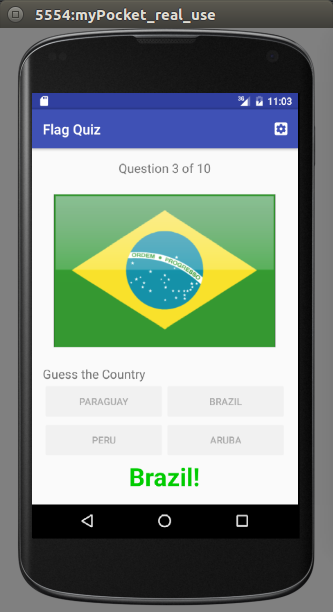 5554:myPocket_real_use
3G 11:03
Flag Quiz
Question 3 of 10
ORDEM E PROGRESSO
Guess the Country
PARAGUAY BRAZIL
PERU ARUBA
Brazil!